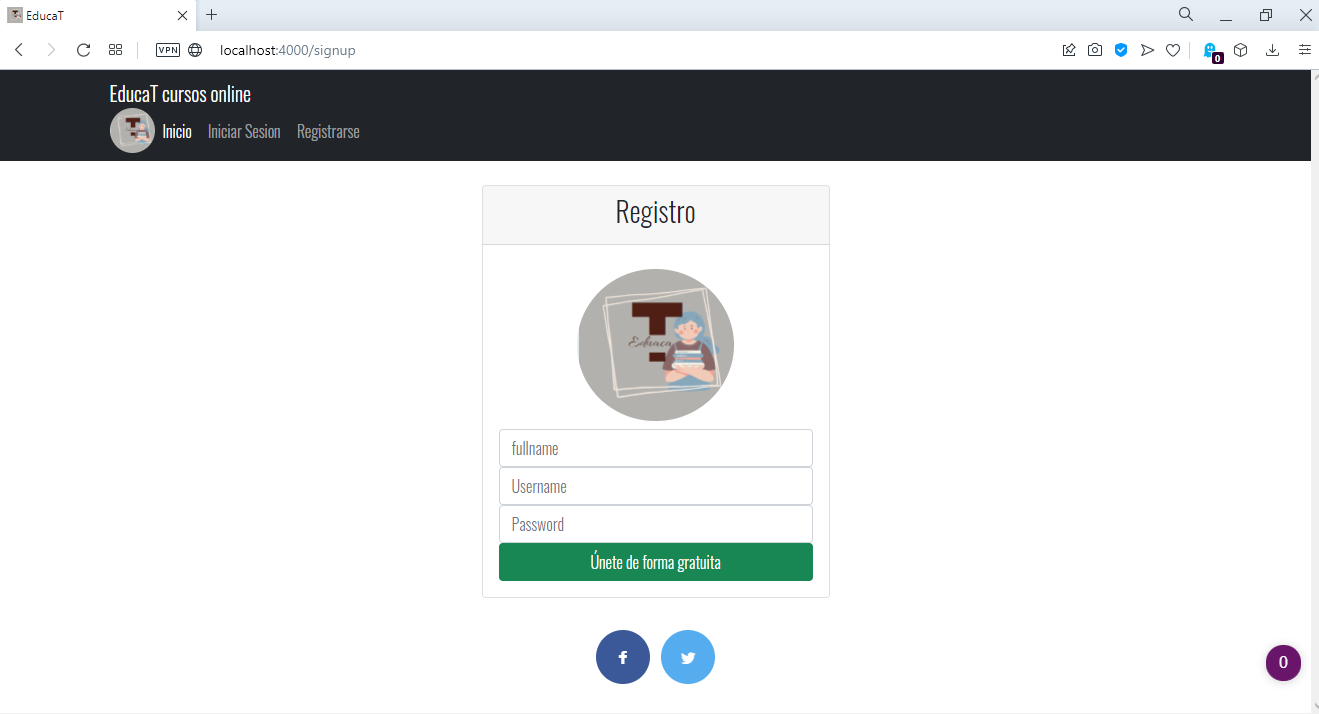 EducaT
VPN
localhost:4000/signup
0
EducaT cursos online
T
Inicio
Iniciar Sesion
Registrarse
Registro
T
fullname
Username
Password
Únete de forma gratuita
f
0